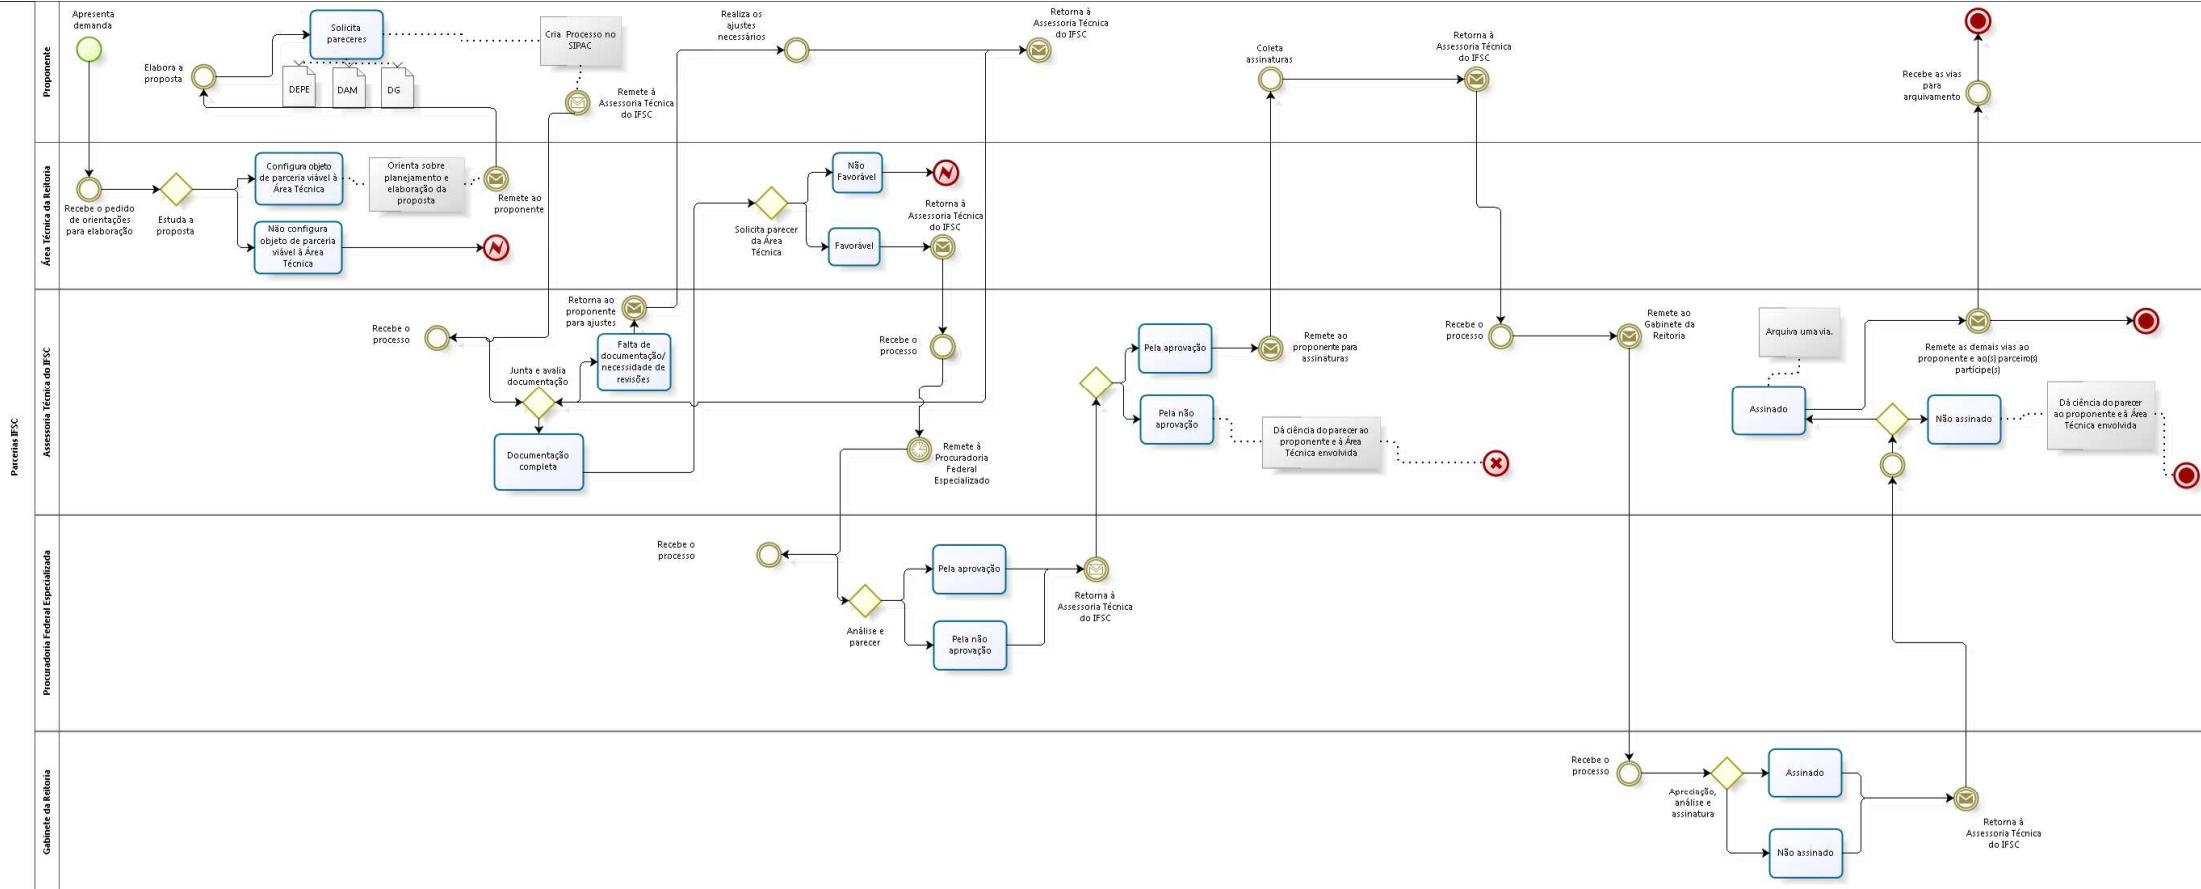 Parcerias IFSC
Proponente
Apresenta
demanda
Elabora a
proposta
Solicita
pareceres
DEPE
DAM
DG
Cria Processo no
SIPAC
Remete à
Assessoria Técnica
do IFSC
Realiza os
ajustes
necessários
Retorna à
Assessoria Técnica
do IFSC
Coleta
assinaturas
Retorna à
Assessoria Técnica
do IFSC
Recebe as vias
para
arquivamento
Área Técnica da Reitoria
Recebe o pedido
de orientações
para elaboração
Estuda a
proposta
Configura objeto
de parceria viável à
Área Técnica
Não configura
objeto de parceria
viável à Área
Técnica
Orienta sobre
planejamento e
elaboração da
proposta
Remete ao
proponente
Solicita parecer
da Área
Técnica
Não
Favorável
Favorável
Retorna à
Assessoria Técnica
do IFSC
Assessoria Técnica do IFSC
Recebe o
processo
Junta e avalia
documentação
Retorna ao
proponente
para ajustes
Falta de
documentação/
necessidade de
revisões
Documentação
completa
Recebe o
processo
Remete à
Procuradoria
Federal
Especializado
Pela aprovação
Pela não
aprovação
Remete ao
proponente para
assinaturas
Dá ciência do parecer ao
proponente e à Área
Técnica envolvida
Recebe o
processo
Remete ao
Gabinete da
Reitoria
Arquiva uma via.
Assinado
Não assinado
Remete as demais vias ao
proponente e ao(s) parceiro(s)
partícipe(s)
Dá ciência do parecer
ao proponente e à Área
Técnica envolvida
Procuradoria Federal Especializada
Recebe o
processo
Análise e
parecer
Pela aprovação
Pela não
aprovação
Retorna à
Assessoria Técnica
do IFSC
Gabinete da Reitoria
Recebe o
processo
Apreciação,
análise e
assinatura
Assinado
Não assinado
Retorna à
Assessoria Técnica
do IFSC